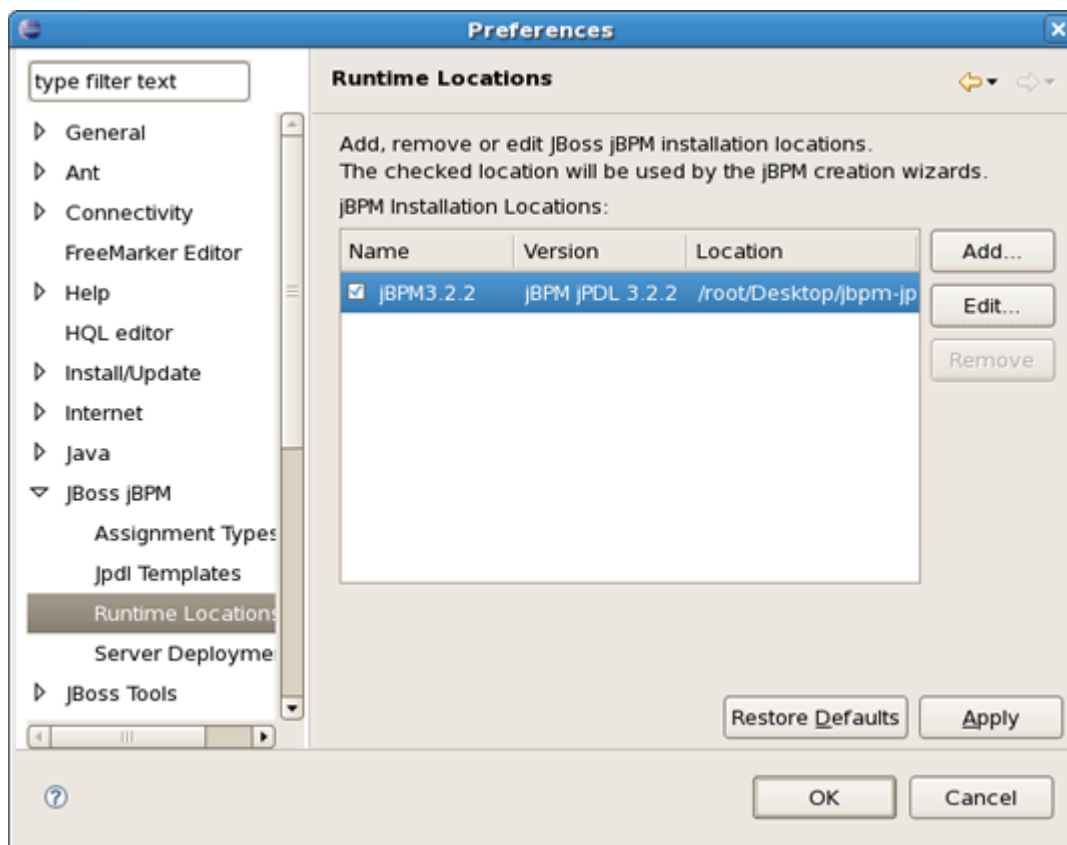 Preferences
type filter text
General
Ant
Connectivity
FreeMarker Editor
Help
HQL editor
Install/Update
Internet
Java
JBoss jBPM
Assignment Types
Jpdl Templates
Runtime Locations
Server Deployme
JBoss Tools
Runtime Locations
Add, remove or edit JBoss jBPM installation locations.
The checked location will be used by the jBPM creation wizards.
jBPM Installation Locations:
Name Version Location
jBPM3.2.2 jBPM jPDL 3.2.2 /root/Desktop/jbpm-jp
Add...
Edit...
Remove
Restore Defaults Apply
? OK Cancel